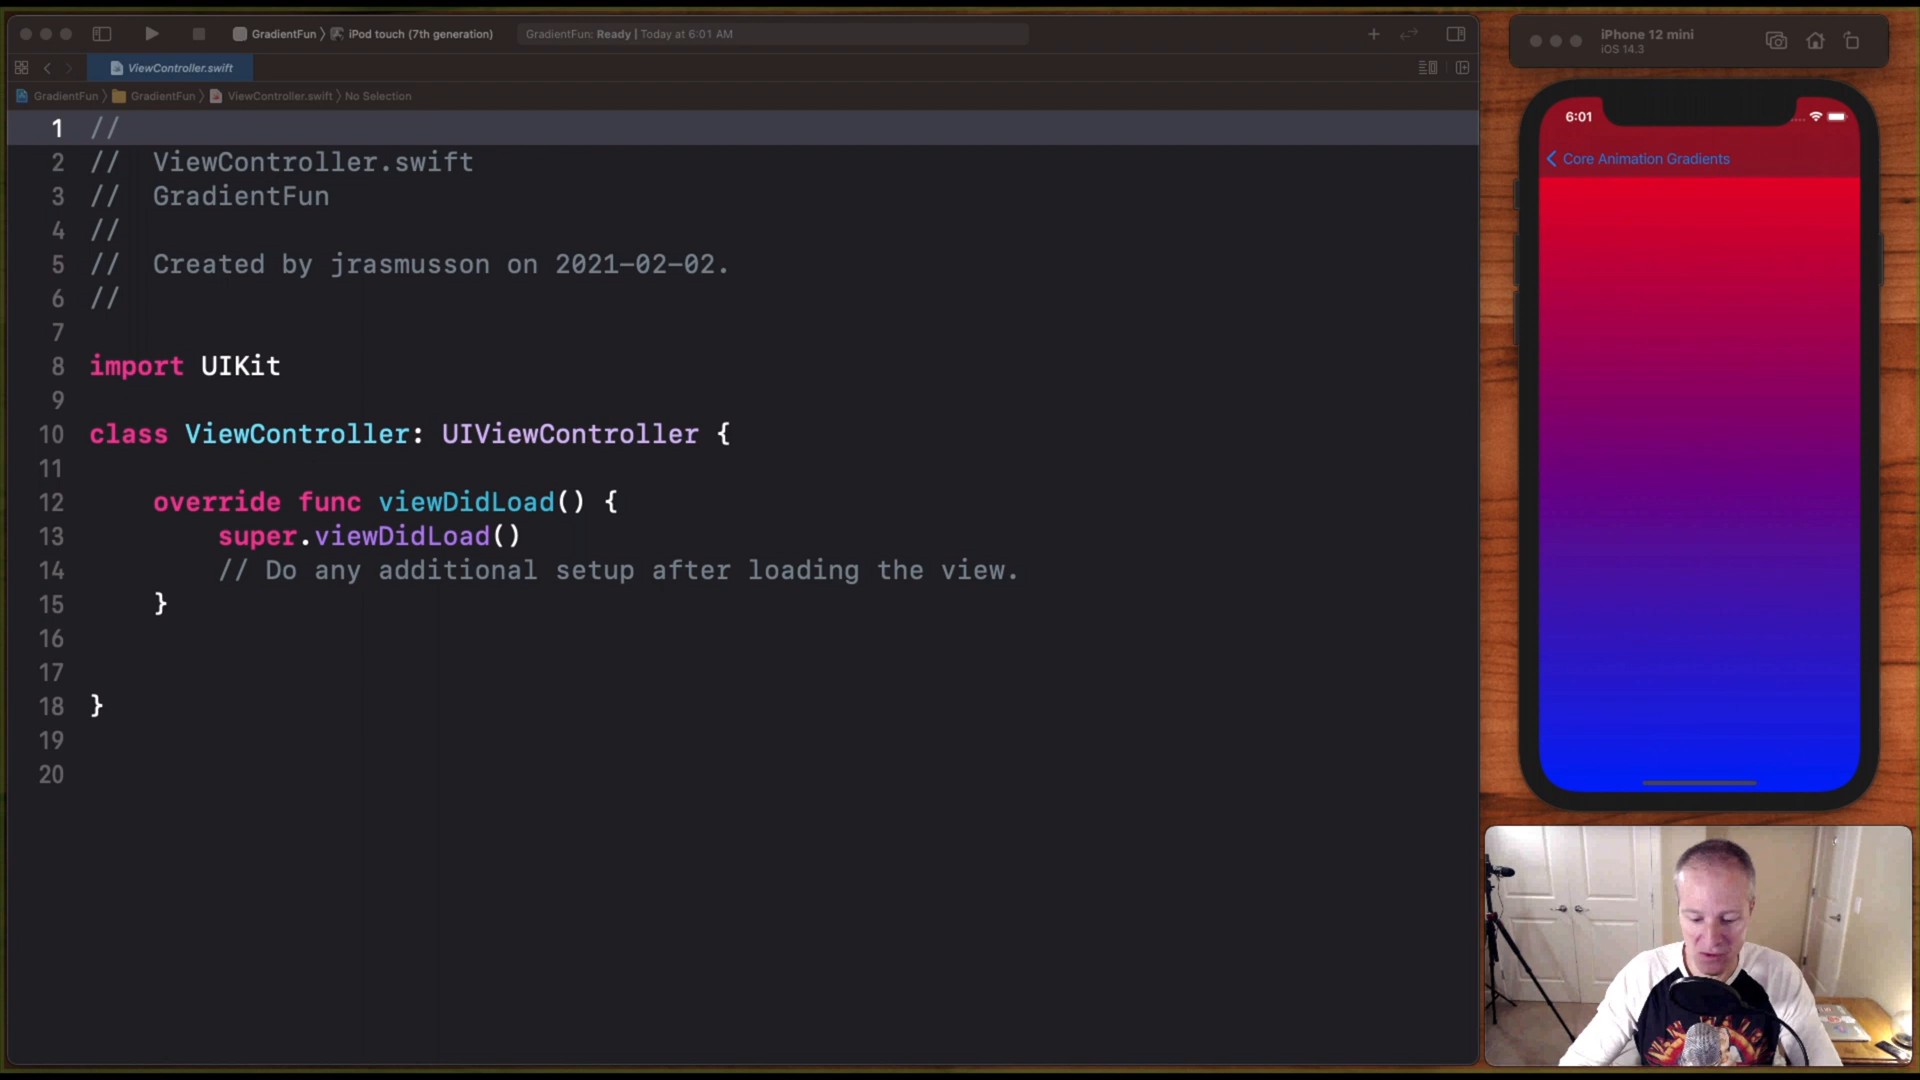 GradientFun 〉 iPod touch (7th generation)
GradientFun: Ready | Today at 6:01 AM
ViewController.swift
GradientFun 〉 GradientFun 〉 ViewController.swift 〉 No Selection
1 //
2 //  ViewController.swift
3 //  GradientFun
4 //
5 //  Created by jrasmusson on 2021-02-02.
6 //
7
8 import UIKit
9
10 class ViewController: UIViewController {
11
12     override func viewDidLoad() {
13         super.viewDidLoad()
14         // Do any additional setup after loading the view.
15     }
16
17
18 }
19
20
iPhone 12 mini
iOS 14.3
6:01
Core Animation Gradients